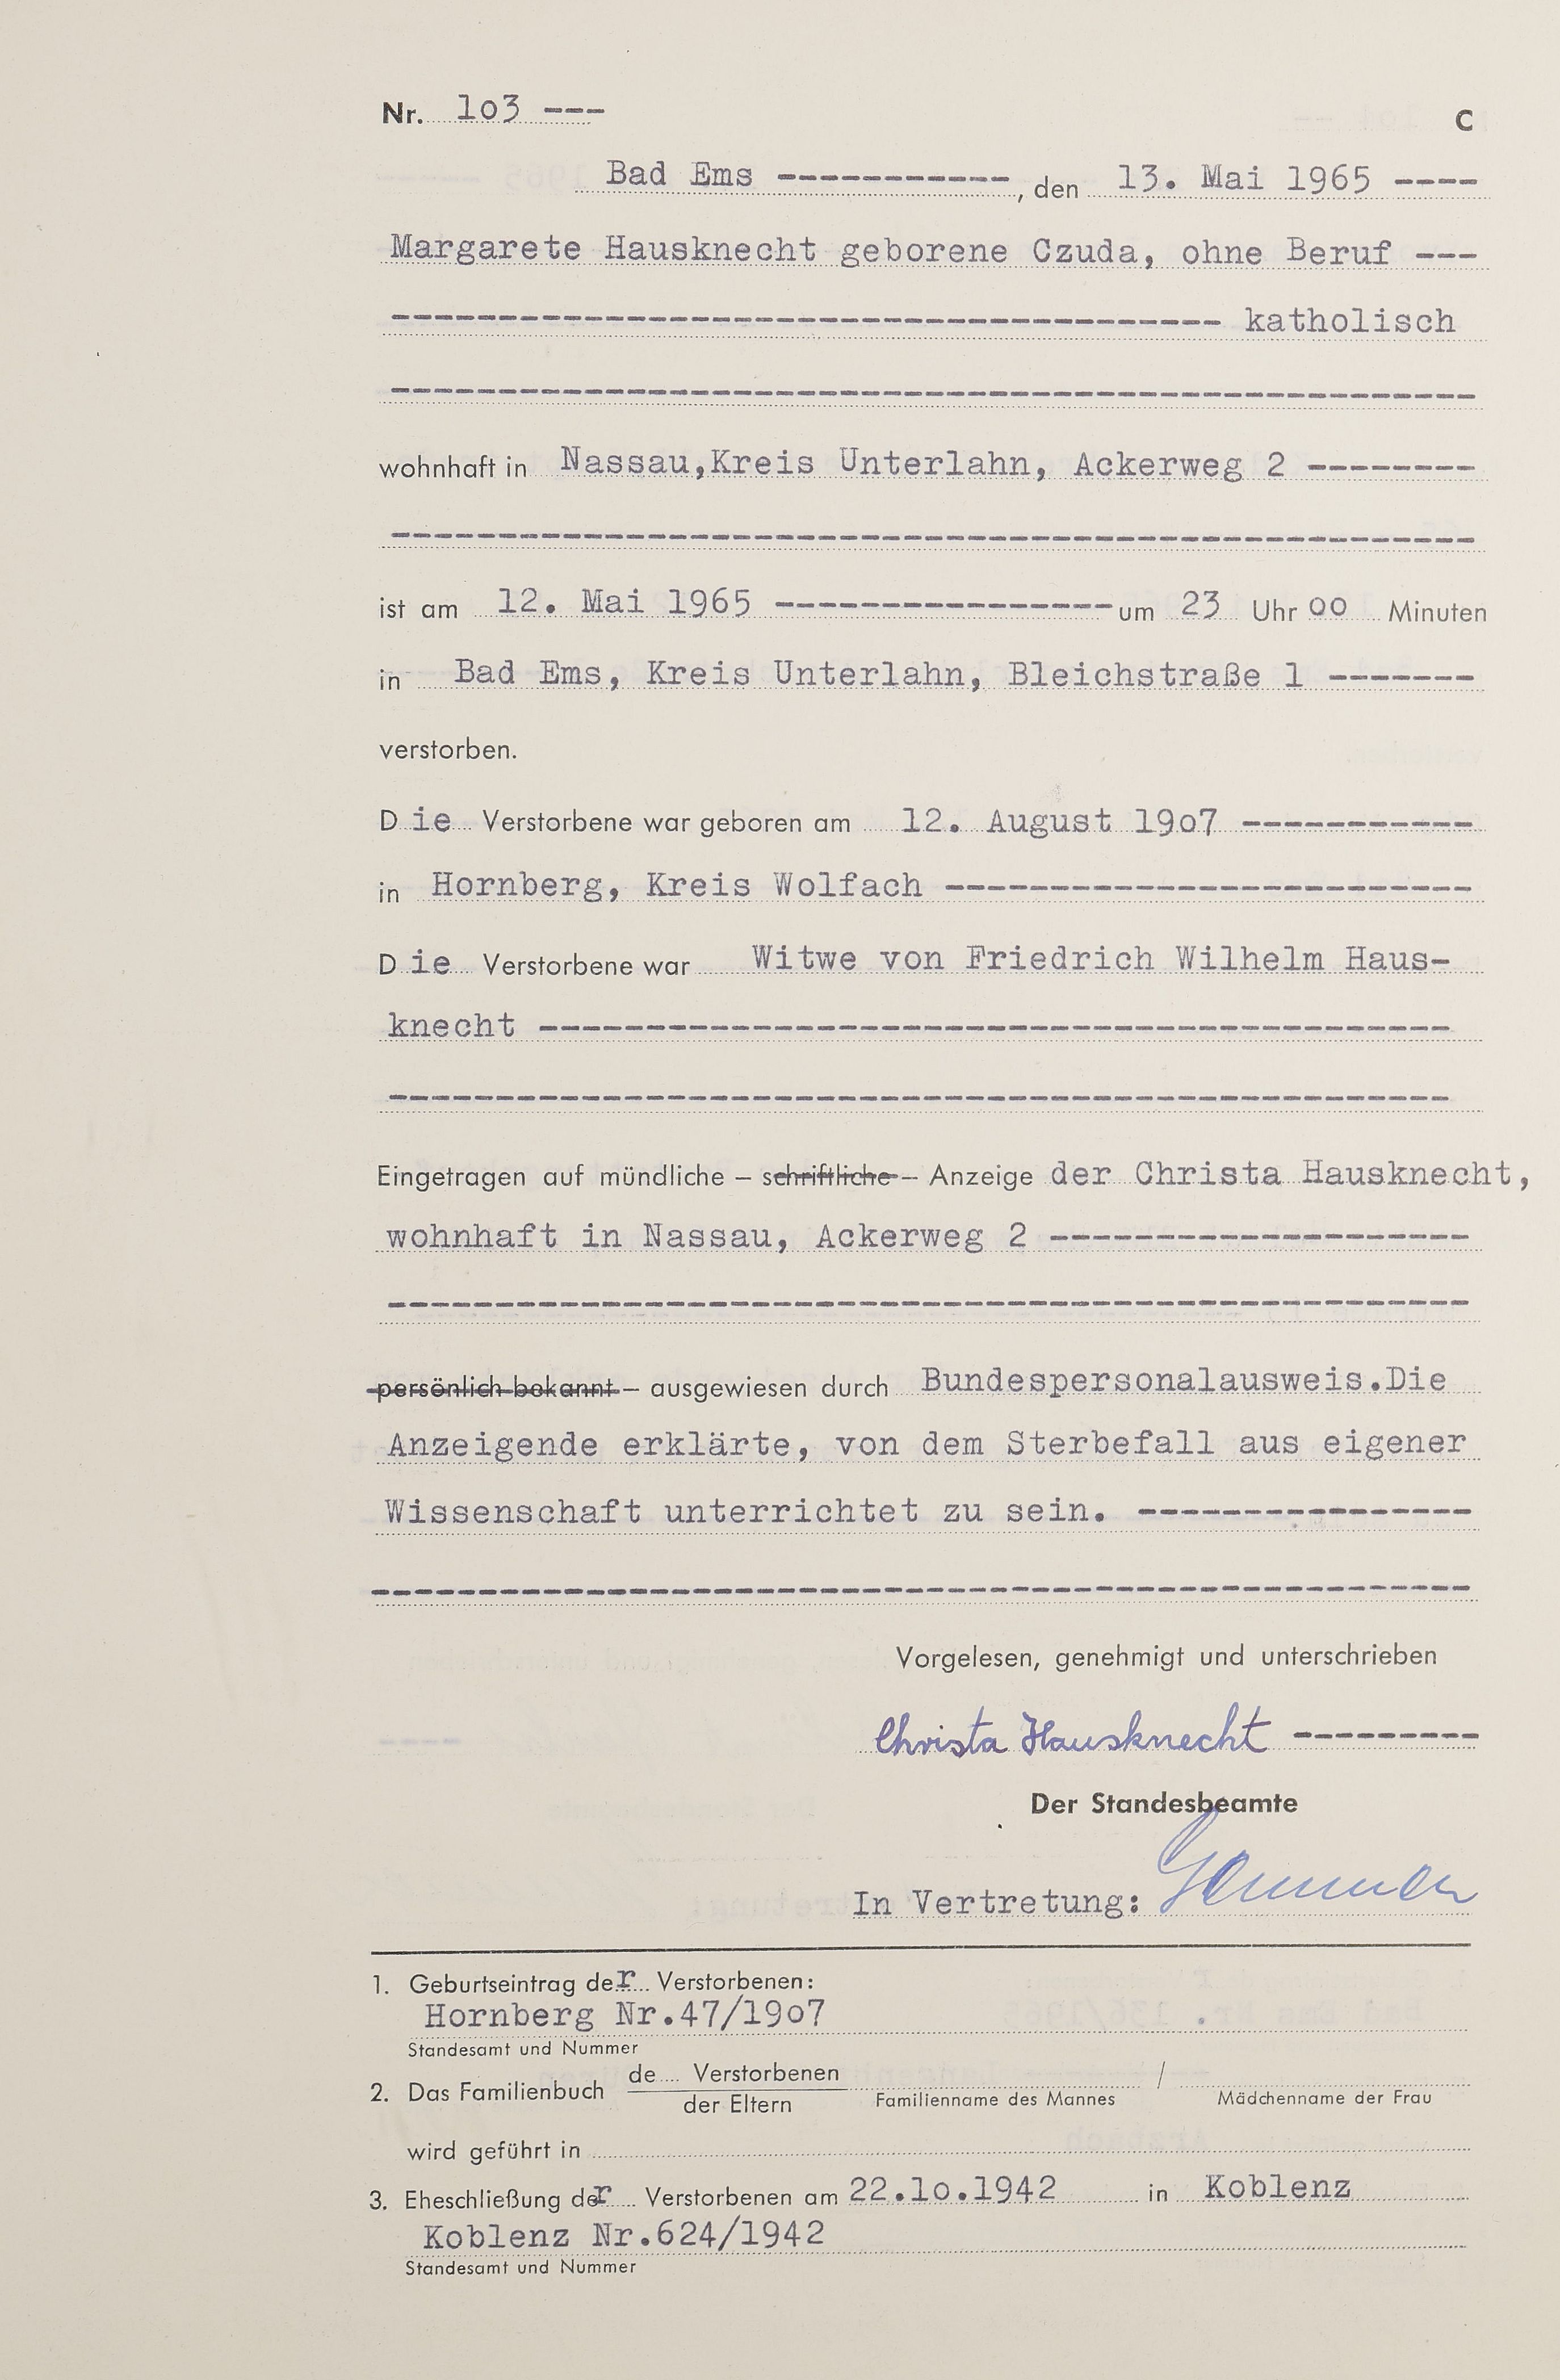 Nr. 1o3 ---
C
Bad Ems -----------, den 13. Mai 1965 ----
Margarete Hausknecht geborene Czuda, ohne Beruf ---
--------------------------------------- katholisch
---------------------------------------------------
wohnhaft in Nassau,Kreis Unterlahn, Ackerweg 2 --------
---------------------------------------------------
ist am 12. Mai 1965 ---------------- um 23 Uhr oo Minuten
in Bad Ems, Kreis Unterlahn, Bleichstraße 1 -------
verstorben.
Die Verstorbene war geboren am 12. August 19o7 -----------
in Hornberg, Kreis Wolfach -------------------------
Die Verstorbene war Witwe von Friedrich Wilhelm Haus-
knecht -------------------------------------------
--------------------------------------------------
Eingetragen auf mündliche – schriftliche – Anzeige der Christa Hausknecht,
wohnhaft in Nassau, Ackerweg 2 --------------------
---------------------------------------------------
persönlich bekannt – ausgewiesen durch Bundespersonalausweis.Die
Anzeigende erklärte, von dem Sterbefall aus eigener
Wissenschaft unterrichtet zu sein. ----------------
---------------------------------------------------
Vorgelesen, genehmigt und unterschrieben
Christa Hausknecht ---------
Der Standesbeamte
In Vertretung:
1. Geburtseintrag der Verstorbenen:
Hornberg Nr.47/19o7
Standesamt und Nummer
2. Das Familienbuch de.... Verstorbenen / der Eltern /
Familienname des Mannes Mädchenname der Frau
wird geführt in
3. Eheschließung der Verstorbenen am 22.1o.1942 in Koblenz
Koblenz Nr.624/1942
Standesamt und Nummer